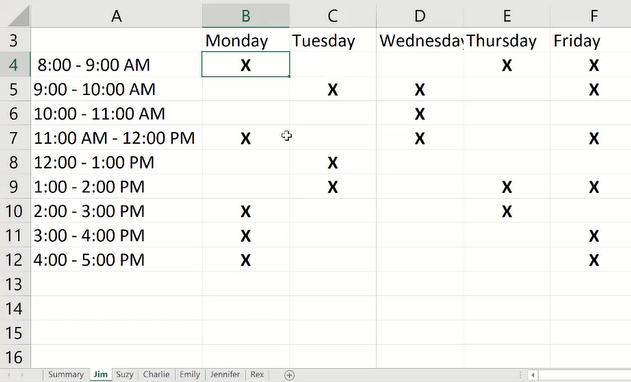 A B C D E F
3 Monday Tuesday Wednesday Thursday Friday
4 8:00 - 9:00 AM X X X
5 9:00 - 10:00 AM X X X
6 10:00 - 11:00 AM X
7 11:00 AM - 12:00 PM X X X
8 12:00 - 1:00 PM X
9 1:00 - 2:00 PM X X X
10 2:00 - 3:00 PM X X
11 3:00 - 4:00 PM X X
12 4:00 - 5:00 PM X X
13
14
15
16
Summary Jim Suzy Charlie Emily Jennifer Rex